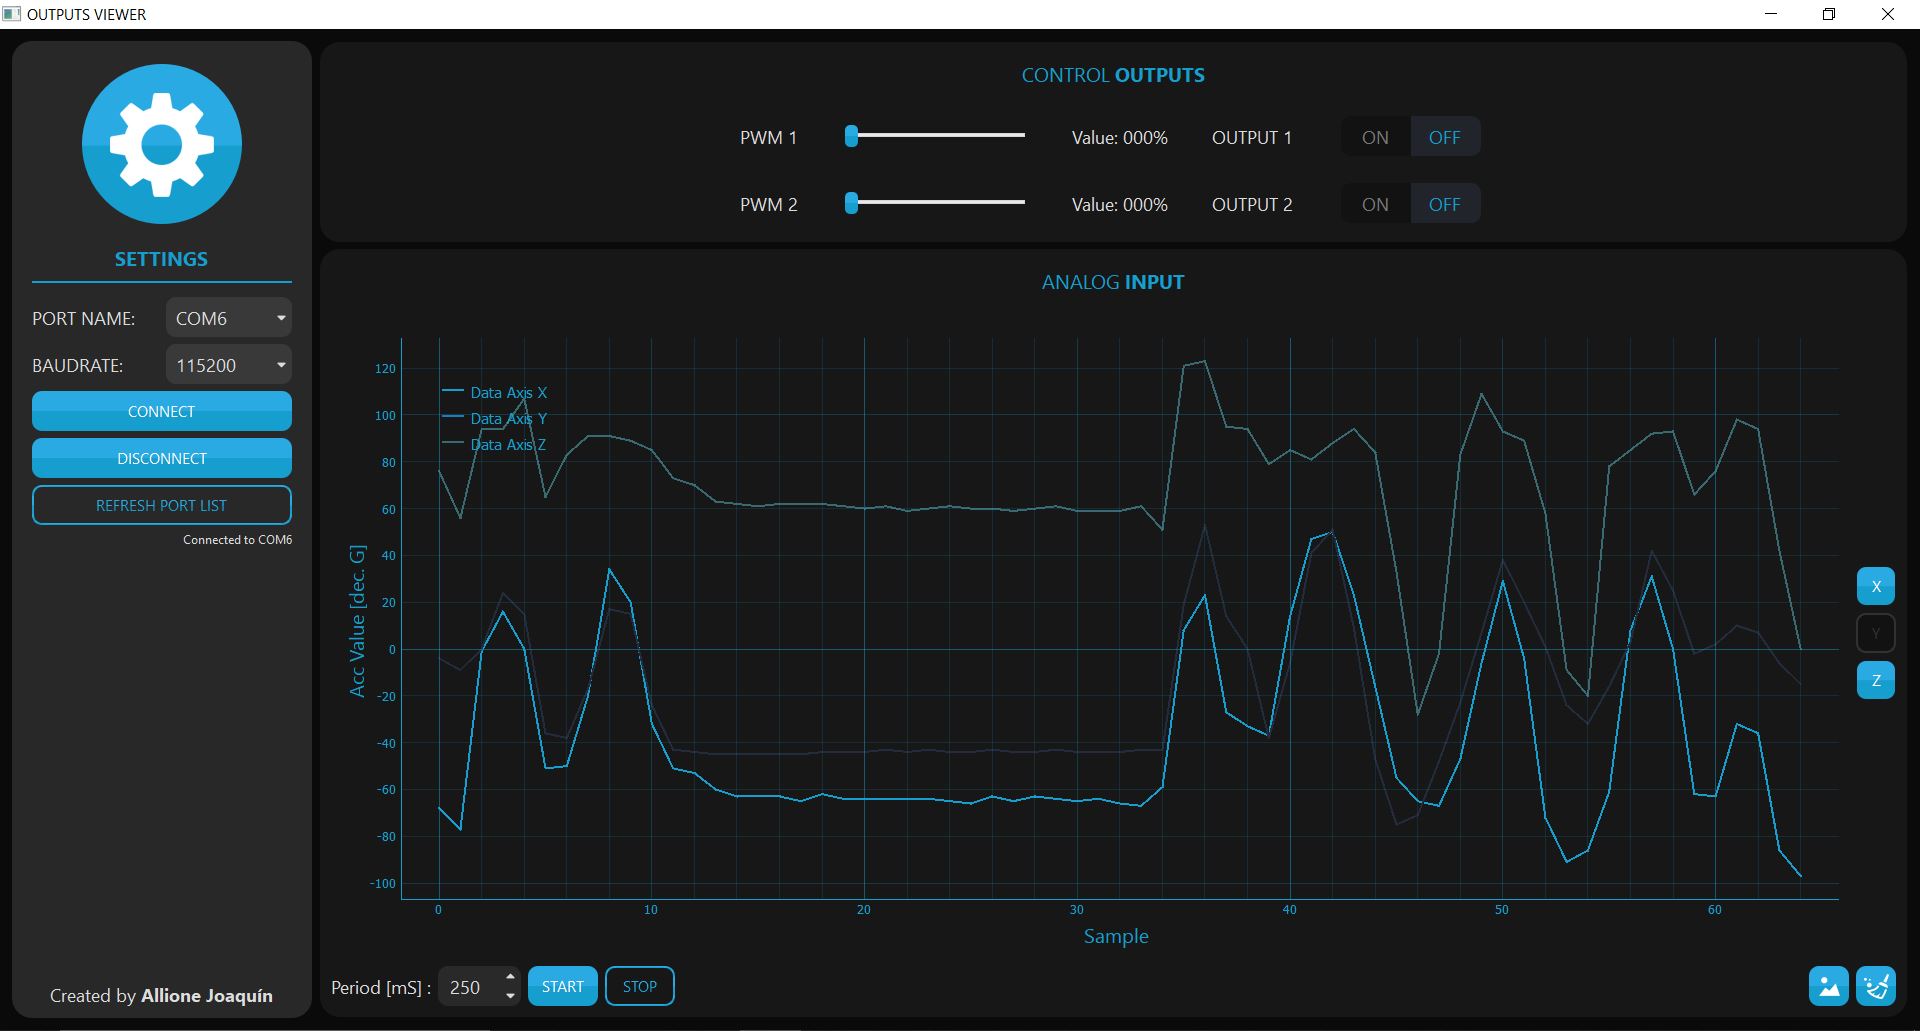 OUTPUTS VIEWER
SETTINGS
PORT NAME: COM6
BAUDRATE: 115200
CONNECT
DISCONNECT
REFRESH PORT LIST
Connected to COM6
Created by Allione Joaquín
CONTROL OUTPUTS
PWM 1 Value: 000% OUTPUT 1 ON OFF
PWM 2 Value: 000% OUTPUT 2 ON OFF
ANALOG INPUT
Data Axis X
Data Axis Y
Data Axis Z
120
100
80
60
40
20
0
-20
-40
-60
-80
-100
Acc Value [dec. G]
0 10 20 30 40 50 60
Sample
X
Y
Z
Period [mS] : 250 START STOP